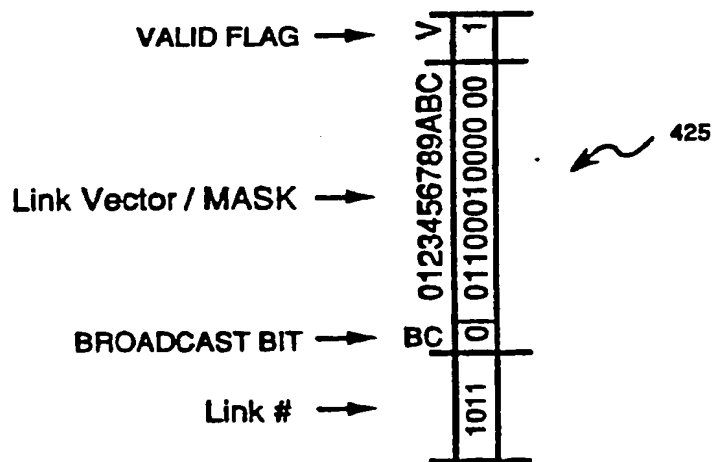 VALID FLAG
V
1
Link Vector / MASK
0123456789ABC
01100010000 00
425
BROADCAST BIT
BC
0
Link #
1011